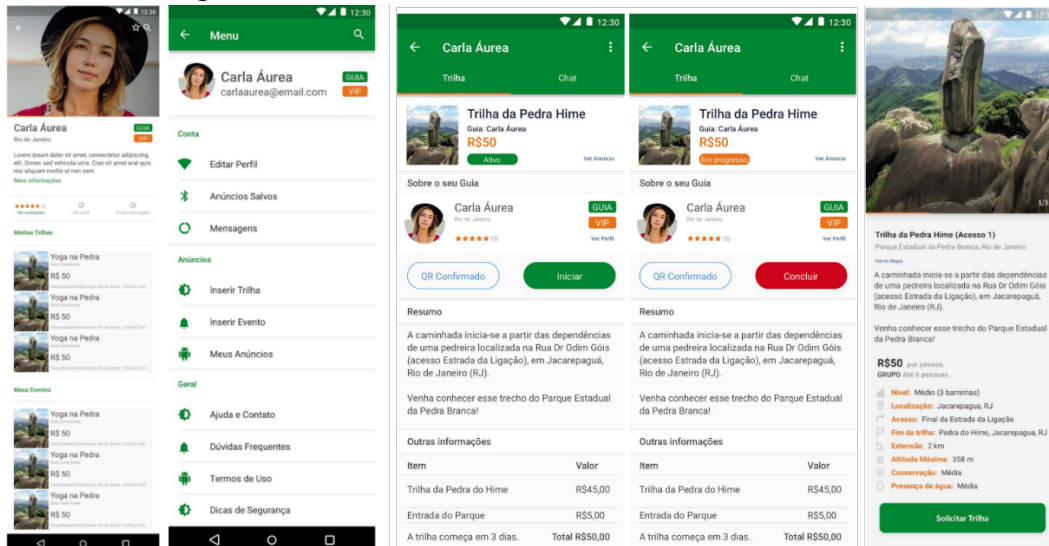 12:30
Carla Áurea
GUIA
Rio de Janeiro
VIP
Lorem ipsum dolor sit amet, consectetur adipiscing
elit. Donec sed vehicula urna. Cras sit amet erat quis
nisi aliquam mollis ut non sem.
Mais informações
Ver avaliações
Ver perfil
Enviar mensagem
Minhas Trilhas
Yoga na Pedra
R$ 50
Yoga na Pedra
R$ 50
Yoga na Pedra
R$ 50
Meus Eventos
Yoga na Pedra
R$ 50
Yoga na Pedra
R$ 50
Yoga na Pedra
R$ 50
12:30
Menu
Carla Áurea
GUIA
carlaaurea@email.com
VIP
Conta
Editar Perfil
Anúncios Salvos
Mensagens
Anúncios
Inserir Trilha
Inserir Evento
Meus Anúncios
Geral
Ajuda e Contato
Dúvidas Frequentes
Termos de Uso
Dicas de Segurança
12:30
Carla Áurea
Trilha Chat
Trilha da Pedra Hime
Guia: Carla Áurea
R$50
Ativo
Ver Anúncio
Sobre o seu Guia
Carla Áurea
GUIA
Rio de Janeiro
VIP
(5)
Ver Perfil
QR Confirmado
Iniciar
Resumo
A caminhada inicia-se a partir das dependências
de uma pedreira localizada na Rua Dr Odim Góis
(acesso Estrada da Ligação), em Jacarepaguá,
Rio de Janeiro (RJ).
Venha conhecer esse trecho do Parque Estadual
da Pedra Branca!
Outras informações
Item Valor
Trilha da Pedra do Hime R$45,00
Entrada do Parque R$5,00
A trilha começa em 3 dias. Total R$50,00
12:30
Carla Áurea
Trilha Chat
Trilha da Pedra Hime
Guia: Carla Áurea
R$50
Em progresso
Ver Anúncio
Sobre o seu Guia
Carla Áurea
GUIA
Rio de Janeiro
VIP
(5)
Ver Perfil
QR Confirmado
Concluir
Resumo
A caminhada inicia-se a partir das dependências
de uma pedreira localizada na Rua Dr Odim Góis
(acesso Estrada da Ligação), em Jacarepaguá,
Rio de Janeiro (RJ).
Venha conhecer esse trecho do Parque Estadual
da Pedra Branca!
Outras informações
Item Valor
Trilha da Pedra do Hime R$45,00
Entrada do Parque R$5,00
A trilha começa em 3 dias. Total R$50,00
Trilha da Pedra Hime (Acesso 1)
Parque Estadual da Pedra Branca, Rio de Janeiro
Ver no Mapa
A caminhada inicia-se a partir das dependências
de uma pedreira localizada na Rua Dr Odim Góis
(acesso Estrada da Ligação), em Jacarepaguá,
Rio de Janeiro (RJ).
Venha conhecer esse trecho do Parque Estadual
da Pedra Branca!
R$50 por pessoa.
GRUPO Até 6 pessoas.
Nível: Médio (3 barrinhas)
Localização: Jacarepagua, RJ
Acesso: Final da Estrada da Ligação
Fim da trilha: Pedra do Hime, Jacarepagua, RJ
Extensão: 2 km
Altitude Máxima: 358 m
Conservação: Média
Presença de água: Média
Solicitar Trilha